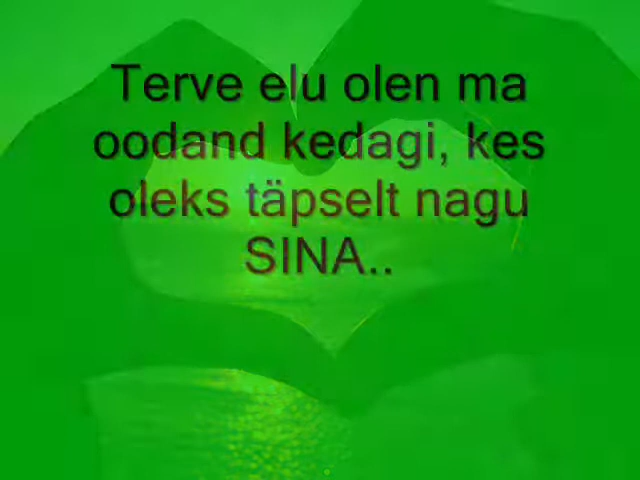 Terve elu olen ma
oodand kedagi, kes
oleks täpselt nagu
SINA..